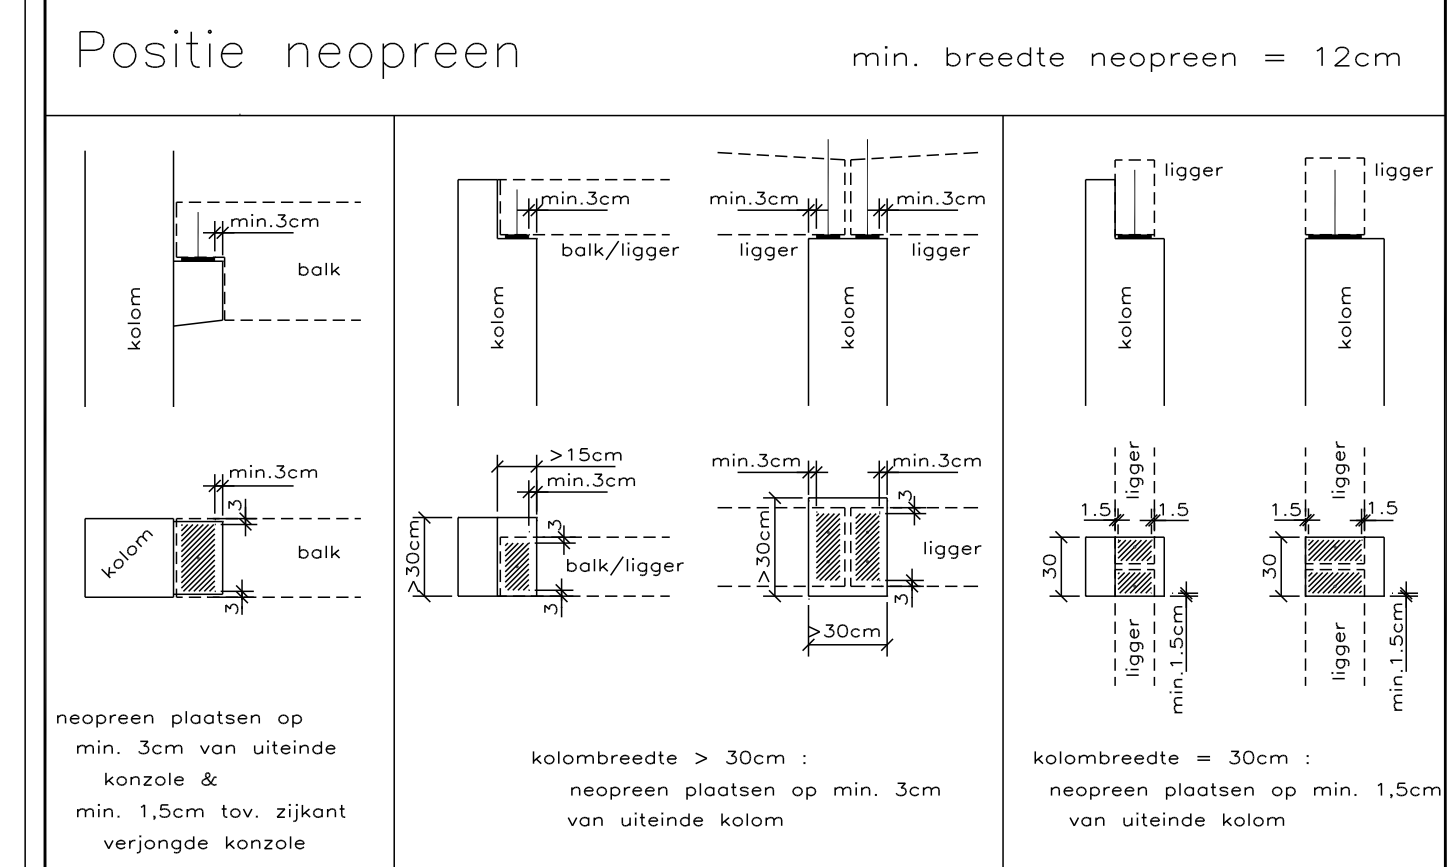 Positie neopreen
min. breedte neopreen = 12cm
min.3cm
balk
kolom
min.3cm
3
kolom
balk
3
neopreen plaatsen op
min. 3cm van uiteinde
konzole &
min. 1,5cm tov. zijkant
verjongde konzole
min.3cm
balk/ligger
kolom
min.3cm
min.3cm
ligger
ligger
kolom
>15cm
min.3cm
3
>30cm
balk/ligger
3
min.3cm
min.3cm
3
>30cm
ligger
3
>30cm
kolombreedte > 30cm :
neopreen plaatsen op min. 3cm
van uiteinde kolom
ligger
kolom
ligger
kolom
ligger
1.5
1.5
30
ligger
min.1.5cm
ligger
1.5
1.5
30
ligger
min.1.5cm
kolombreedte = 30cm :
neopreen plaatsen op min. 1,5cm
van uiteinde kolom